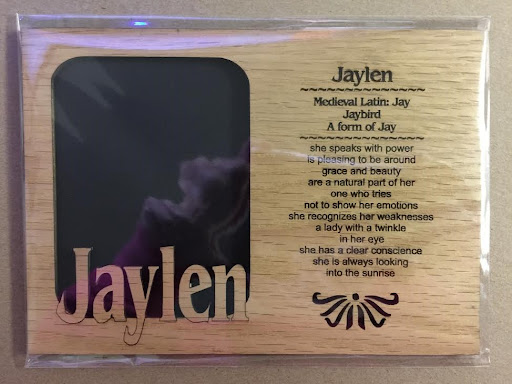 Jaylen
Jaylen
~~~~~~~~~~~~~~~~~~~~~~~~
Medieval Latin: Jay
Jaybird
A form of Jay
~~~~~~~~~~~~~~~~~~~~~~~~
she speaks with power
is pleasing to be around
grace and beauty
are a natural part of her
one who tries
not to show her emotions
she recognizes her weaknesses
a lady with a twinkle
in her eye
she has a clear conscience
she is always looking
into the sunrise